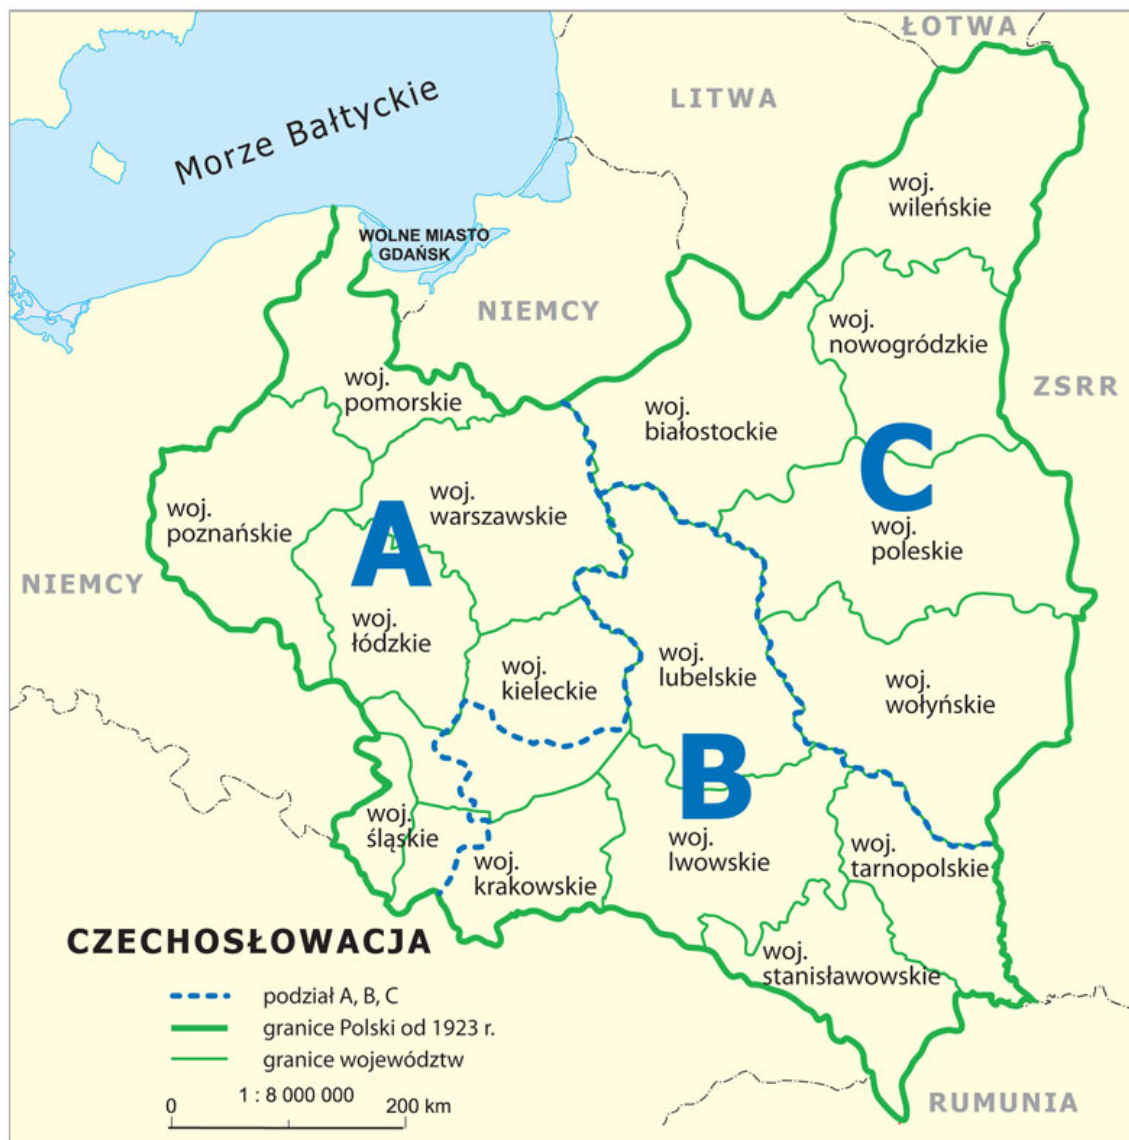 ŁOTWA
LITWA
Morze Bałtyckie
woj.
wileńskie
WOLNE MIASTO
GDAŃSK
NIEMCY
woj.
nowogródzkie
ZSRR
woj.
pomorskie
woj.
białostockie
C
woj.
poznańskie
woj.
warszawskie
A
woj.
poleskie
NIEMCY
woj.
łódzkie
woj.
kieleckie
woj.
lubelskie
woj.
wołyńskie
B
woj.
śląskie
woj.
krakowskie
woj.
lwowskie
woj.
tarnopolskie
CZECHOSŁOWACJA
woj.
stanisławowskie
podział A, B, C
granice Polski od 1923 r.
granice województw
1 : 8 000 000
0 200 km
RUMUNIA